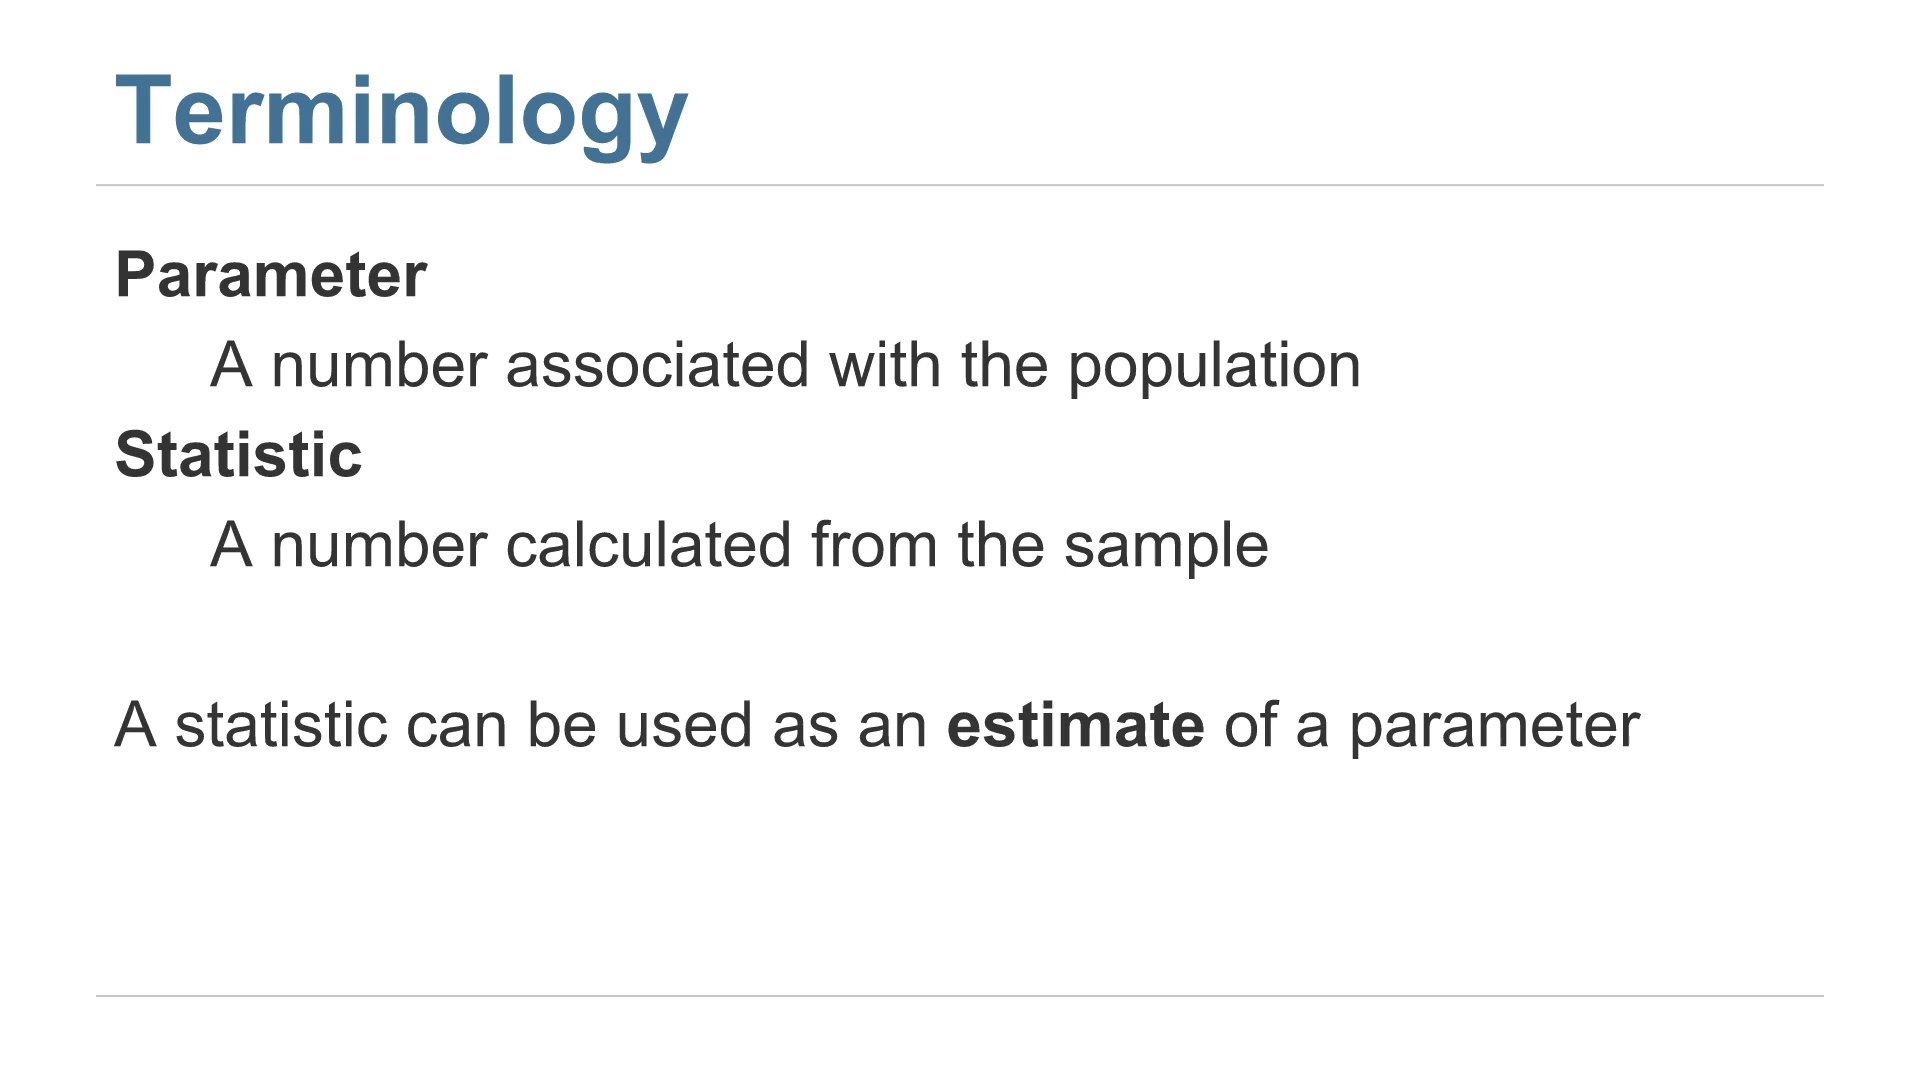 Terminology
Parameter
A number associated with the population
Statistic
A number calculated from the sample
A statistic can be used as an estimate of a parameter